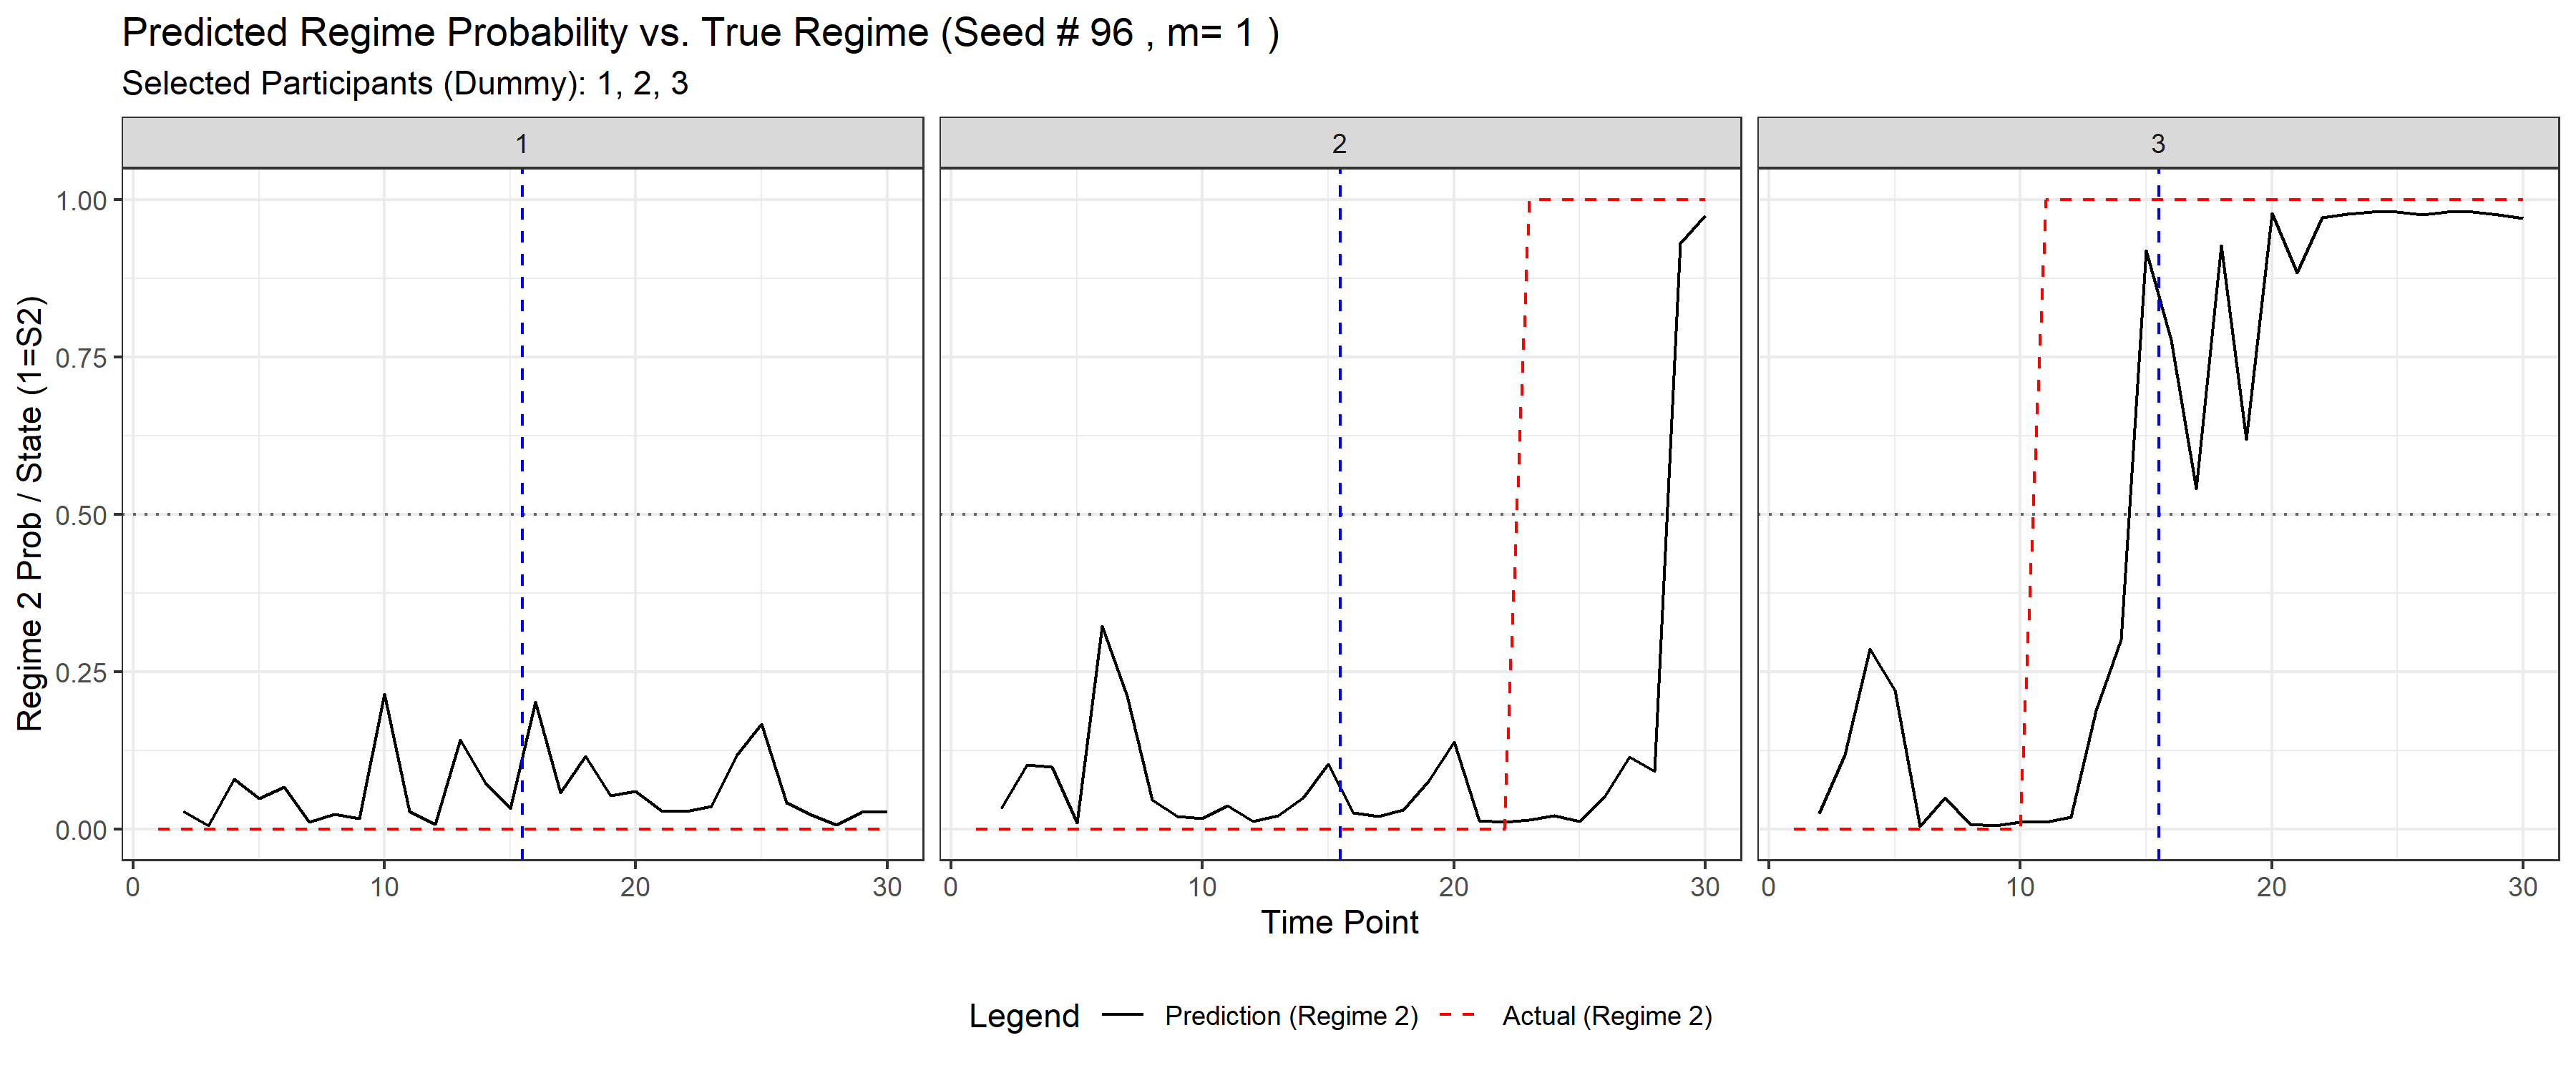 Predicted Regime Probability vs. True Regime (Seed # 96 , m= 1 )
Selected Participants (Dummy): 1, 2, 3
1 2 3
Regime 2 Prob / State (1=S2)
1.00
0.75
0.50
0.25
0.00
0 10 20 30 0 10 20 30 0 10 20 30
Time Point
Legend Prediction (Regime 2) Actual (Regime 2)